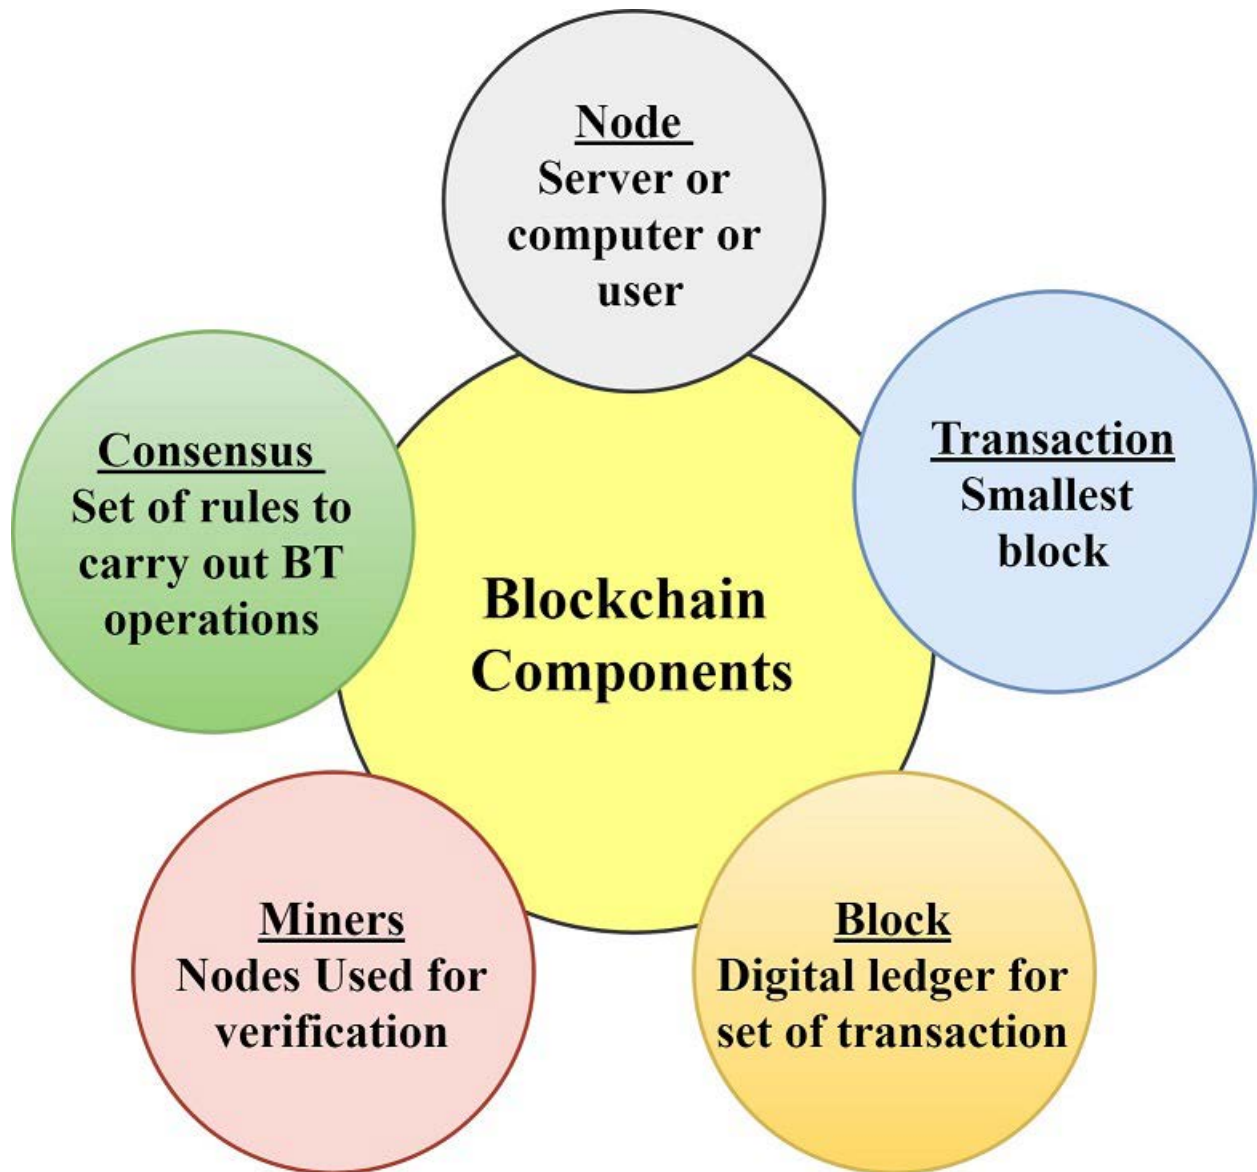 Node
Server or
computer or
user
Transaction
Smallest
block
Consensus
Set of rules to
carry out BT
operations
Blockchain
Components
Miners
Nodes Used for
verification
Block
Digital ledger for
set of transaction